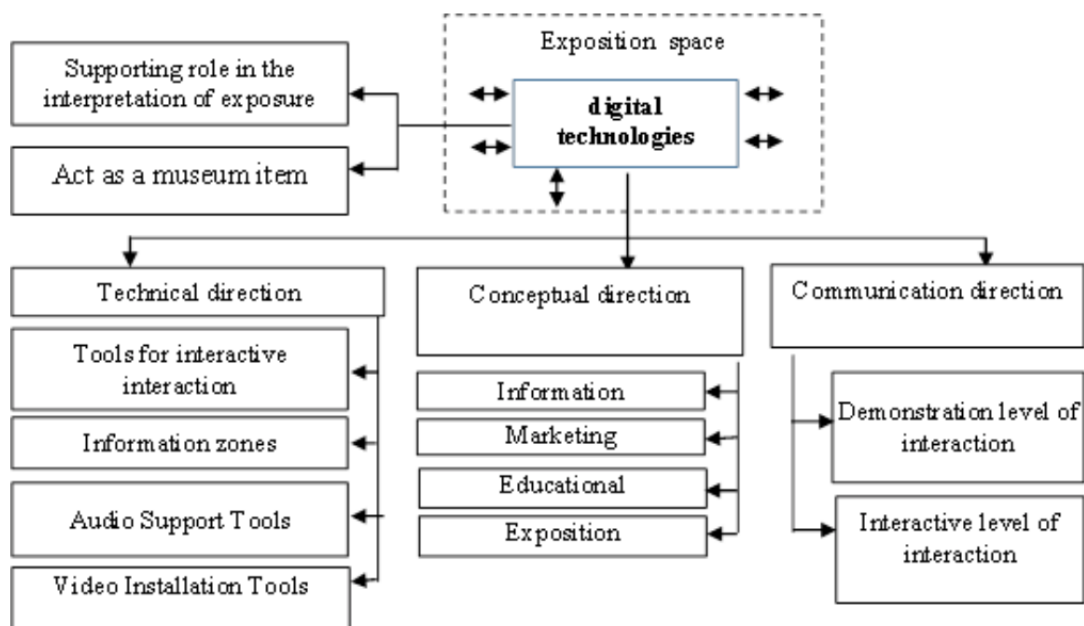 Exposition space
Supporting role in the
interpretation of exposure
digital
technologies
Act as a museum item
Technical direction
Conceptual direction
Communication direction
Tools for interactive
interaction
Information zones
Audio Support Tools
Video Installation Tools
Information
Marketing
Educational
Exposition
Demonstration level of
interaction
Interactive level of
interaction